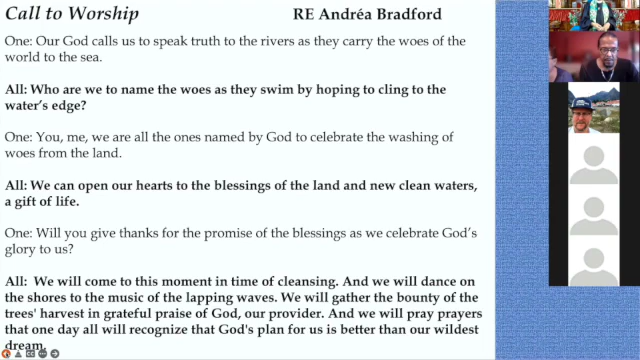 Call to Worship RE Andréa Bradford
One: Our God calls us to speak truth to the rivers as they carry the woes of the
world to the sea.
All: Who are we to name the woes as they swim by hoping to cling to the
water's edge?
One: You, me, we are all the ones named by God to celebrate the washing of
woes from the land.
All: We can open our hearts to the blessings of the land and new clean waters,
a gift of life.
One: Will you give thanks for the promise of the blessings as we celebrate God's
glory to us?
All: We will come to this moment in time of cleansing. And we will dance on
the shores to the music of the lapping waves. We will gather the bounty of the
trees' harvest in grateful praise of God, our provider. And we will pray prayers
that one day all will recognize that God's plan for us is better than our wildest
dream.